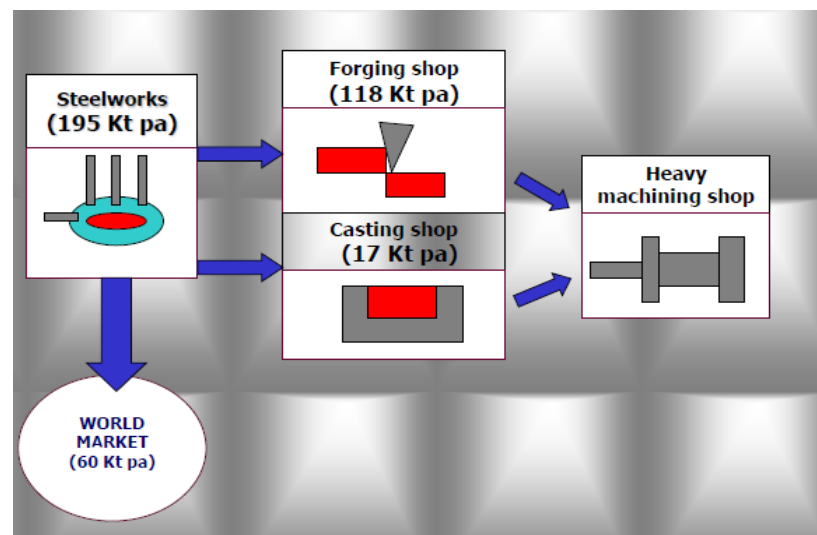 Steelworks
(195 Kt pa)
Forging shop
(118 Kt pa)
Casting shop
(17 Kt pa)
Heavy
machining shop
WORLD
MARKET
(60 Kt pa)